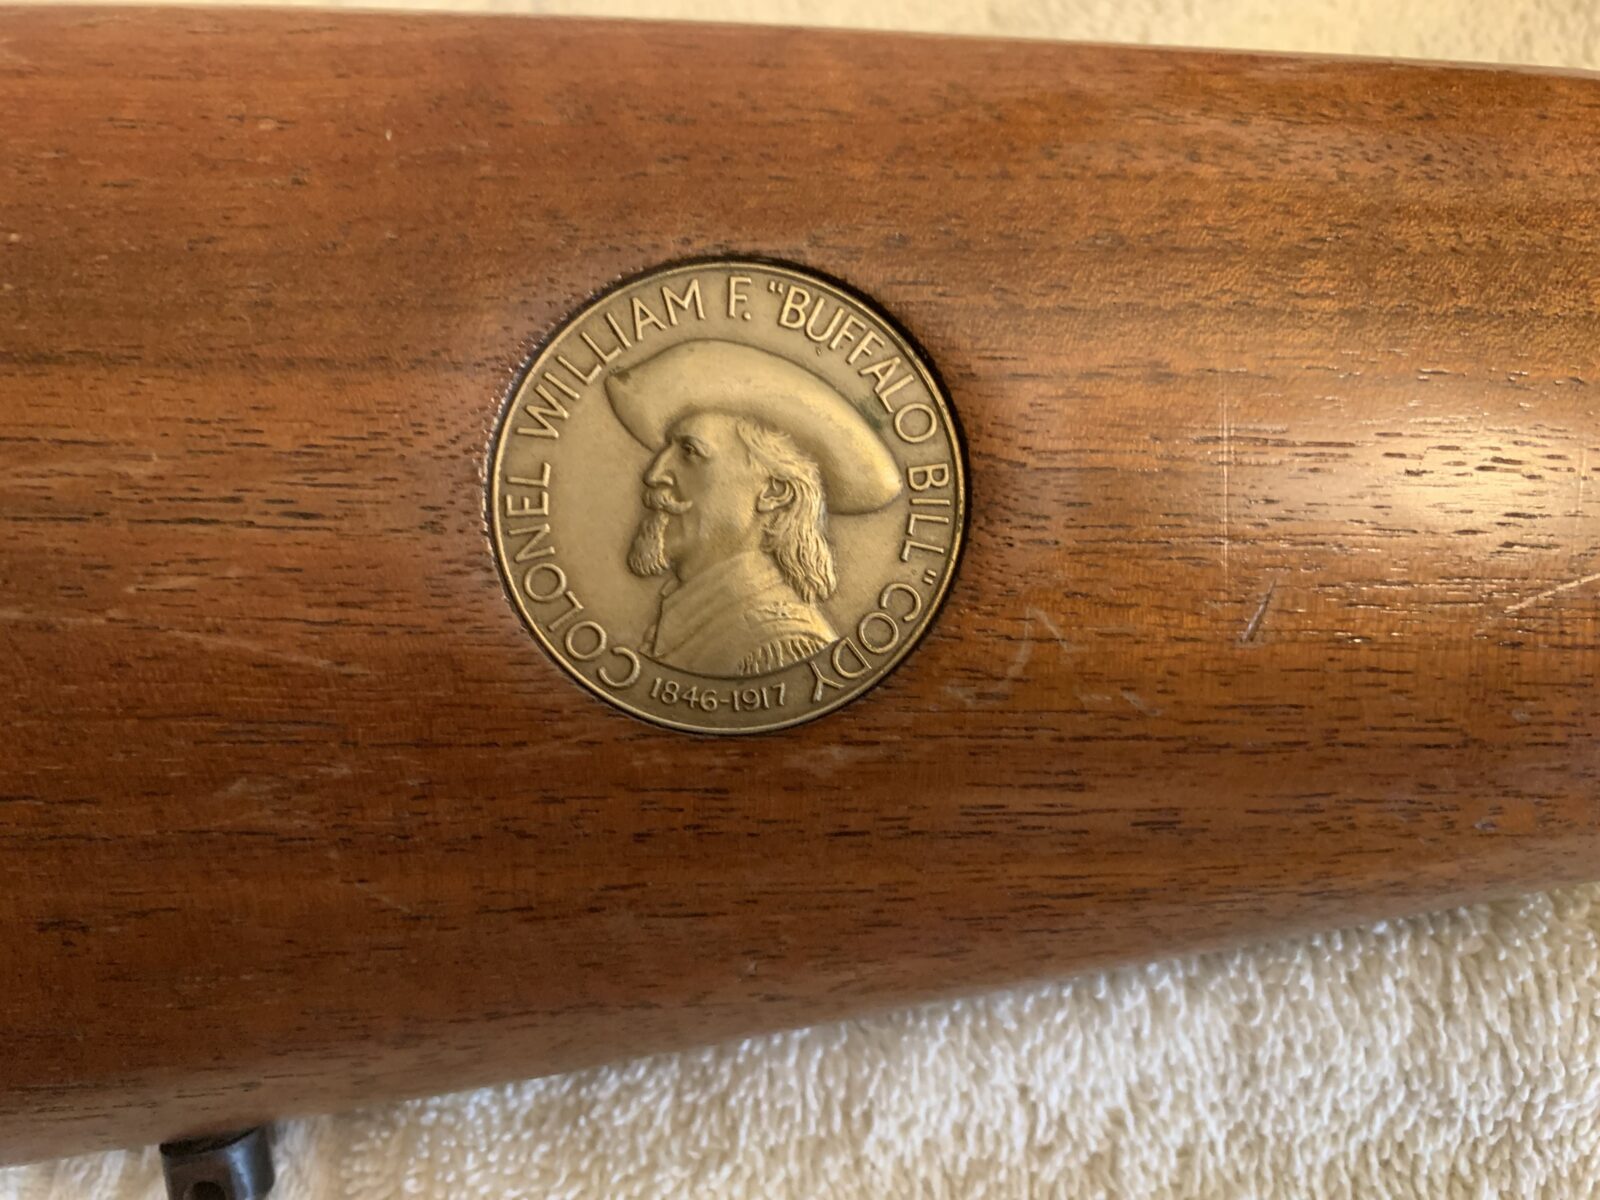 COLONEL WILLIAM F. "BUFFALO BILL" CODY
1846-1917